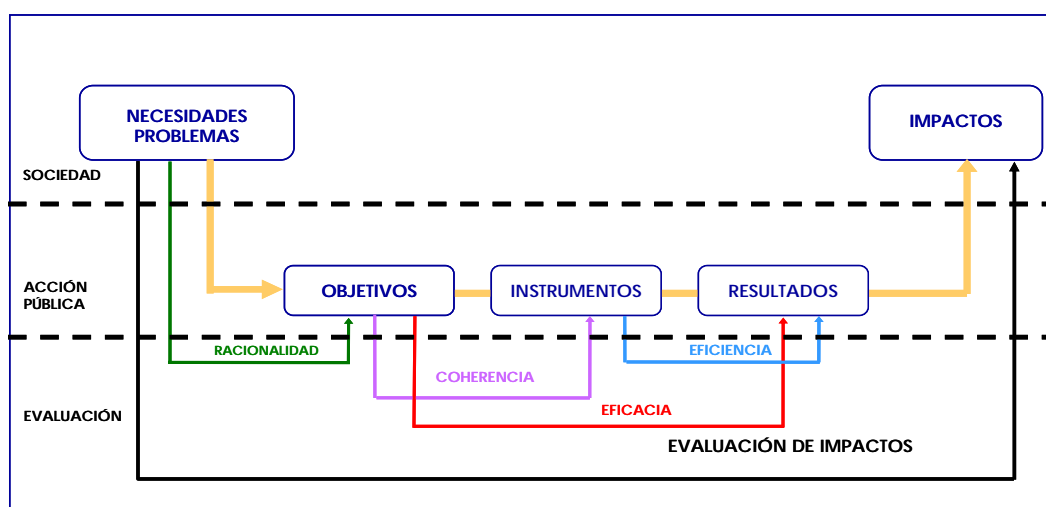 NECESIDADES
PROBLEMAS
IMPACTOS
SOCIEDAD
ACCIÓN
PÚBLICA
OBJETIVOS
INSTRUMENTOS
RESULTADOS
RACIONALIDAD
EFICIENCIA
COHERENCIA
EVALUACIÓN
EFICACIA
EVALUACIÓN DE IMPACTOS